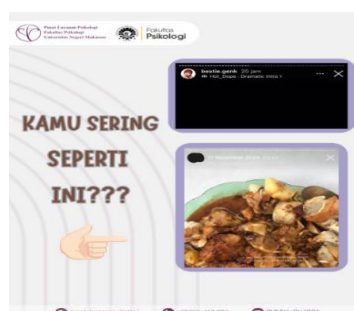 Pusat Layanan Psikologi
Fakultas Psikologi
Universitas Negeri Makassar
Fakultas
Psikologi
bestie.genk 20 jam
Hot_Dope - Dramatic Intro >
KAMU SERING
SEPERTI
INI???